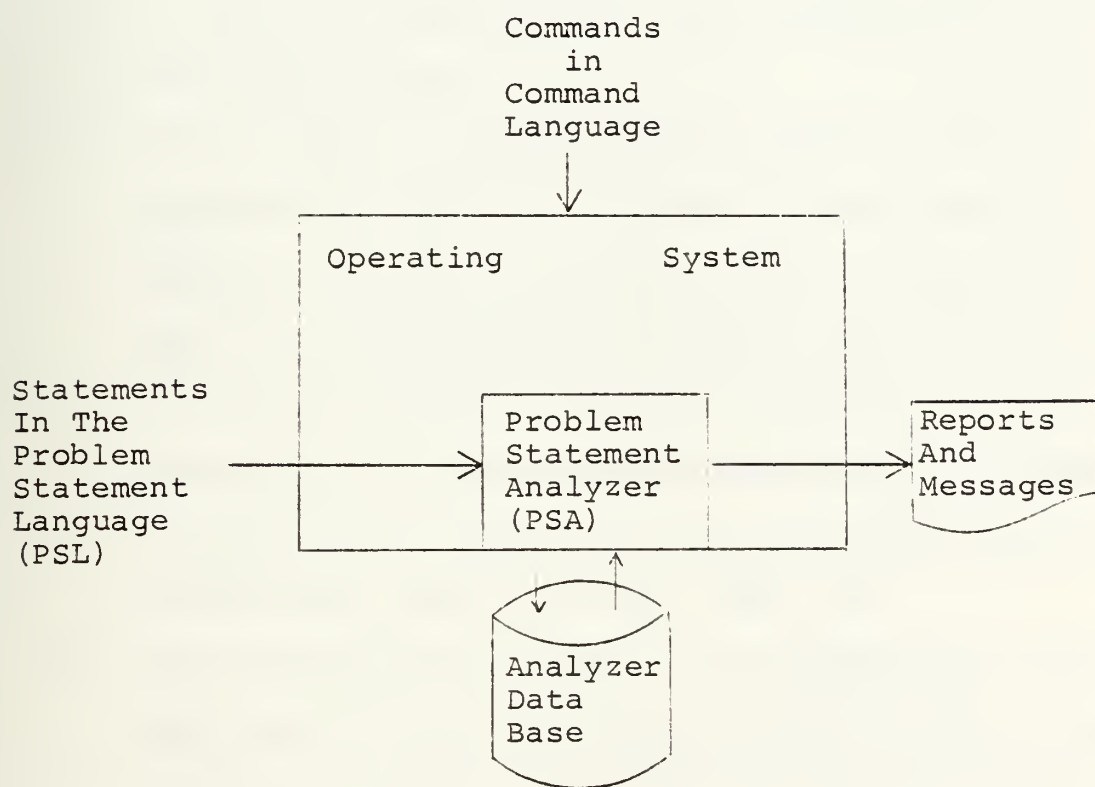 Commands
in
Command
Language
Operating System
Statements
In The
Problem
Statement
Language
(PSL)
Problem
Statement
Analyzer
(PSA)
Reports
And
Messages
Analyzer
Data
Base